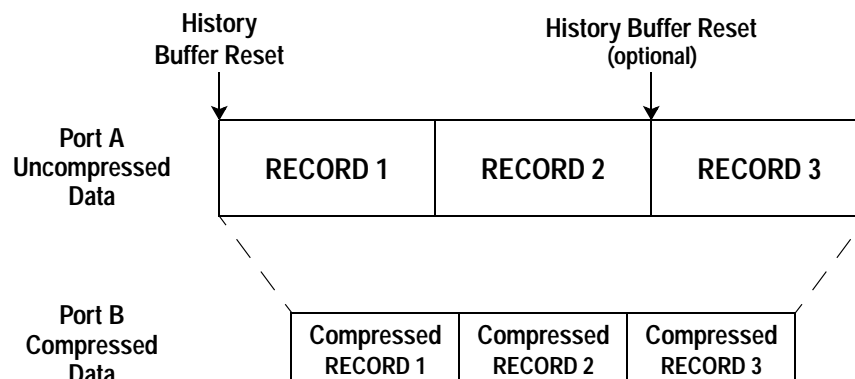 History
Buffer Reset
History Buffer Reset
(optional)
Port A
Uncompressed
Data
RECORD 1
RECORD 2
RECORD 3
Port B
Compressed
Data
Compressed
RECORD 1
Compressed
RECORD 2
Compressed
RECORD 3